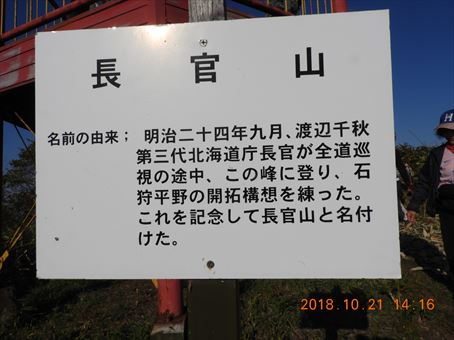 長官山
名前の由来； 明治二十四年九月、渡辺千秋
第三代北海道庁長官が全道巡
視の途中、この峰に登り、石
狩平野の開拓構想を練った。
これを記念して長官山と名付
けた。
H
2018.10.21 14:16